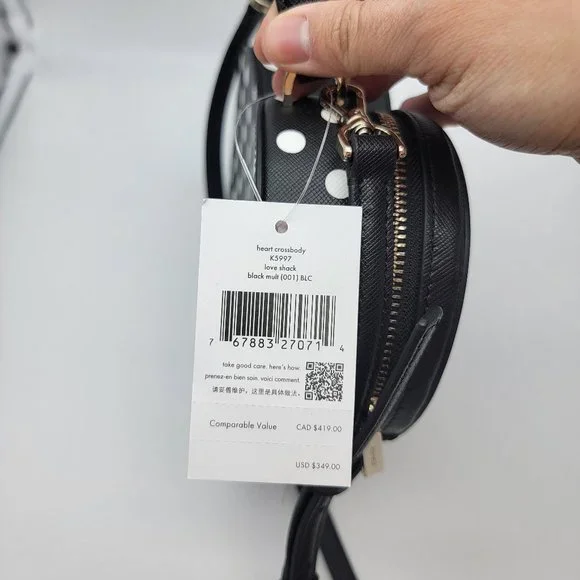 heart crossbody
K5997
love shack
black mult (001) BLC
7 67883 27071 4
take good care. here's how.
prenez-en bien soin. voici comment.
请妥善维护，这里是具体做法。
Comparable Value CAD $419.00
USD $349.00